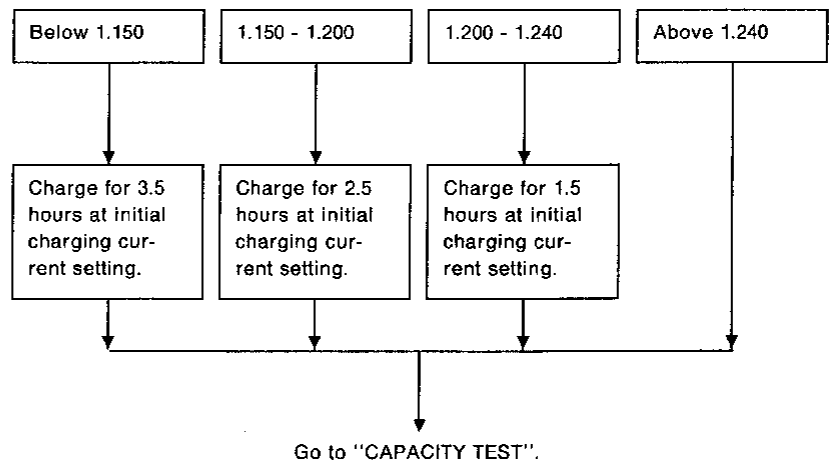 Below 1.150
1.150 - 1.200
1.200 - 1.240
Above 1.240
Charge for 3.5
hours at initial
charging cur-
rent setting.
Charge for 2.5
hours at initial
charging cur-
rent setting.
Charge for 1.5
hours at initial
charging cur-
rent setting.
Go to "CAPACITY TEST".